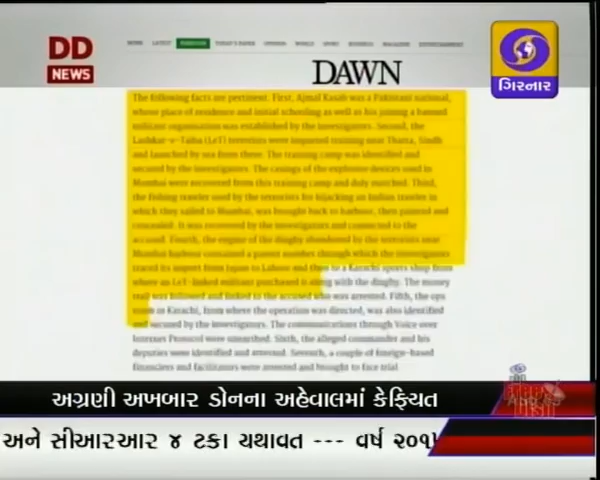 DD
NEWS
HOME LATEST PAKISTAN TODAY'S PAPER OPINION WORLD SPORT BUSINESS MAGAZINE ENTERTAINMENT
DAWN
ગિરનાર
The following facts are pertinent. First, Ajmal Kasab was a Pakistani national,
whose place of residence and initial schooling as well as his joining a banned
militant organisation was established by the investigators. Second, the
Lashkar-e-Taiba (LeT) terrorists were imparted training near Thatta, Sindh
and launched by sea from there. The training camp was identified and
secured by the investigators. The casings of the explosive devices used in
Mumbai were recovered from this training camp and duly matched. Third,
the fishing trawler used by the terrorists for hijacking an Indian trawler in
which they sailed to Mumbai, was brought back to harbour, then painted and
concealed. It was recovered by the investigators and connected to the
accused. Fourth, the engine of the dinghy abandoned by the terrorists near
Mumbai harbour contained a patent number through which the investigators
traced its import from Japan to Lahore and then to a Karachi sports shop from
where an LeT-linked militant purchased it along with the dinghy. The money
trail was followed and linked to the accused who was arrested. Fifth, the ops
room in Karachi, from where the operation was directed, was also identified
and secured by the investigators. The communications through Voice over
Internet Protocol were unearthed. Sixth, the alleged commander and his
deputies were identified and arrested. Seventh, a couple of foreign-based
financiers and facilitators were arrested and brought to face trial
અગ્રણી અખબાર ડોનના અહેવાલમાં કેફિયત
અને સીઆરઆર ૪ ટકા યથાવત --- વર્ષ ૨૦૧